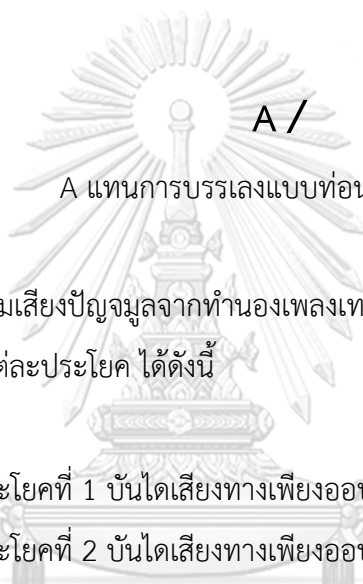 A /
A แทนการบรรเลงแบบท่อน
มเสียงปัญจมูลจากทำนองเพลงเท
ต่ละประโยค ได้ดังนี้
ะโยคที่ 1 บันไดเสียงทางเพียงออบ
ะโยคที่ 2 บันไดเสียงทางเพียงออบ